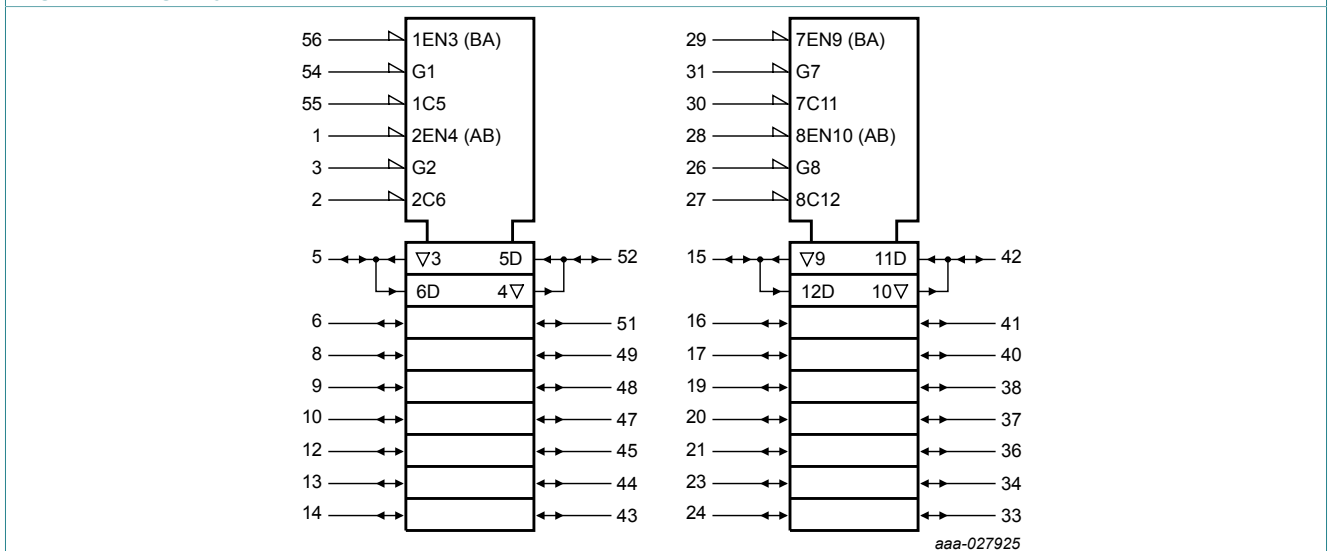 56 1EN3 (BA) 29 7EN9 (BA)
54 G1 31 G7
55 1C5 30 7C11
1 2EN4 (AB) 28 8EN10 (AB)
3 G2 26 G8
2 2C6 27 8C12
5 ▽3 5D 52 15 ▽9 11D 42
6D 4▽ 12D 10▽
6 51 16 41
8 49 17 40
9 48 19 38
10 47 20 37
12 45 21 36
13 44 23 34
14 43 24 33
aaa-027925